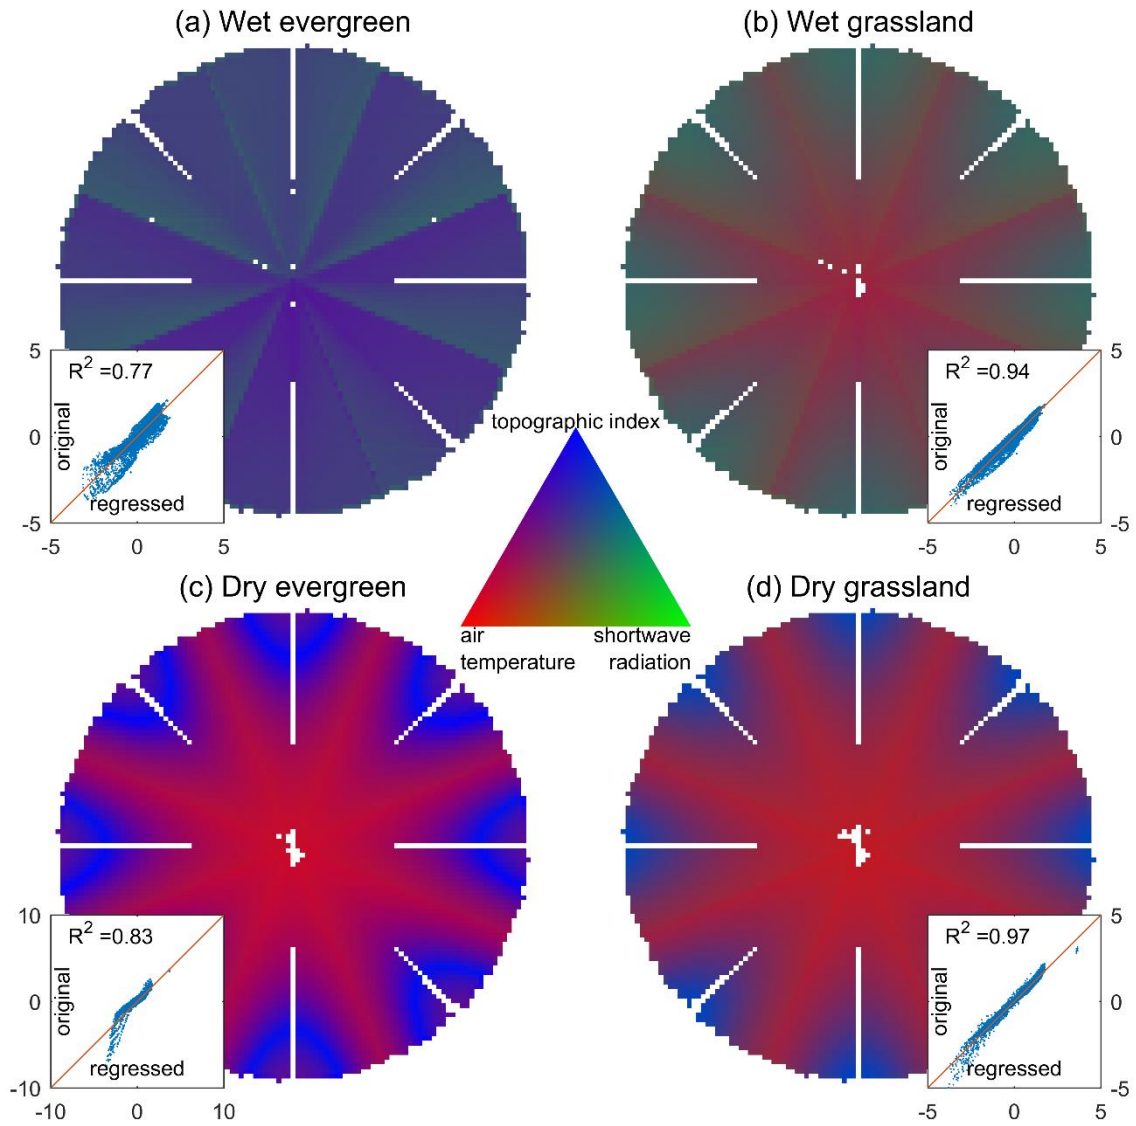 (a) Wet evergreen
(b) Wet grassland
5
R2 =0.77
0
original
regressed
-5
-5 0 5
5
R2 =0.94
0
original
regressed
-5
-5 0 5
topographic index
air
temperature
shortwave
radiation
(c) Dry evergreen
(d) Dry grassland
10
R2 =0.83
0
original
regressed
-10
-10 0 10
5
R2 =0.97
0
original
regressed
-5
-5 0 5